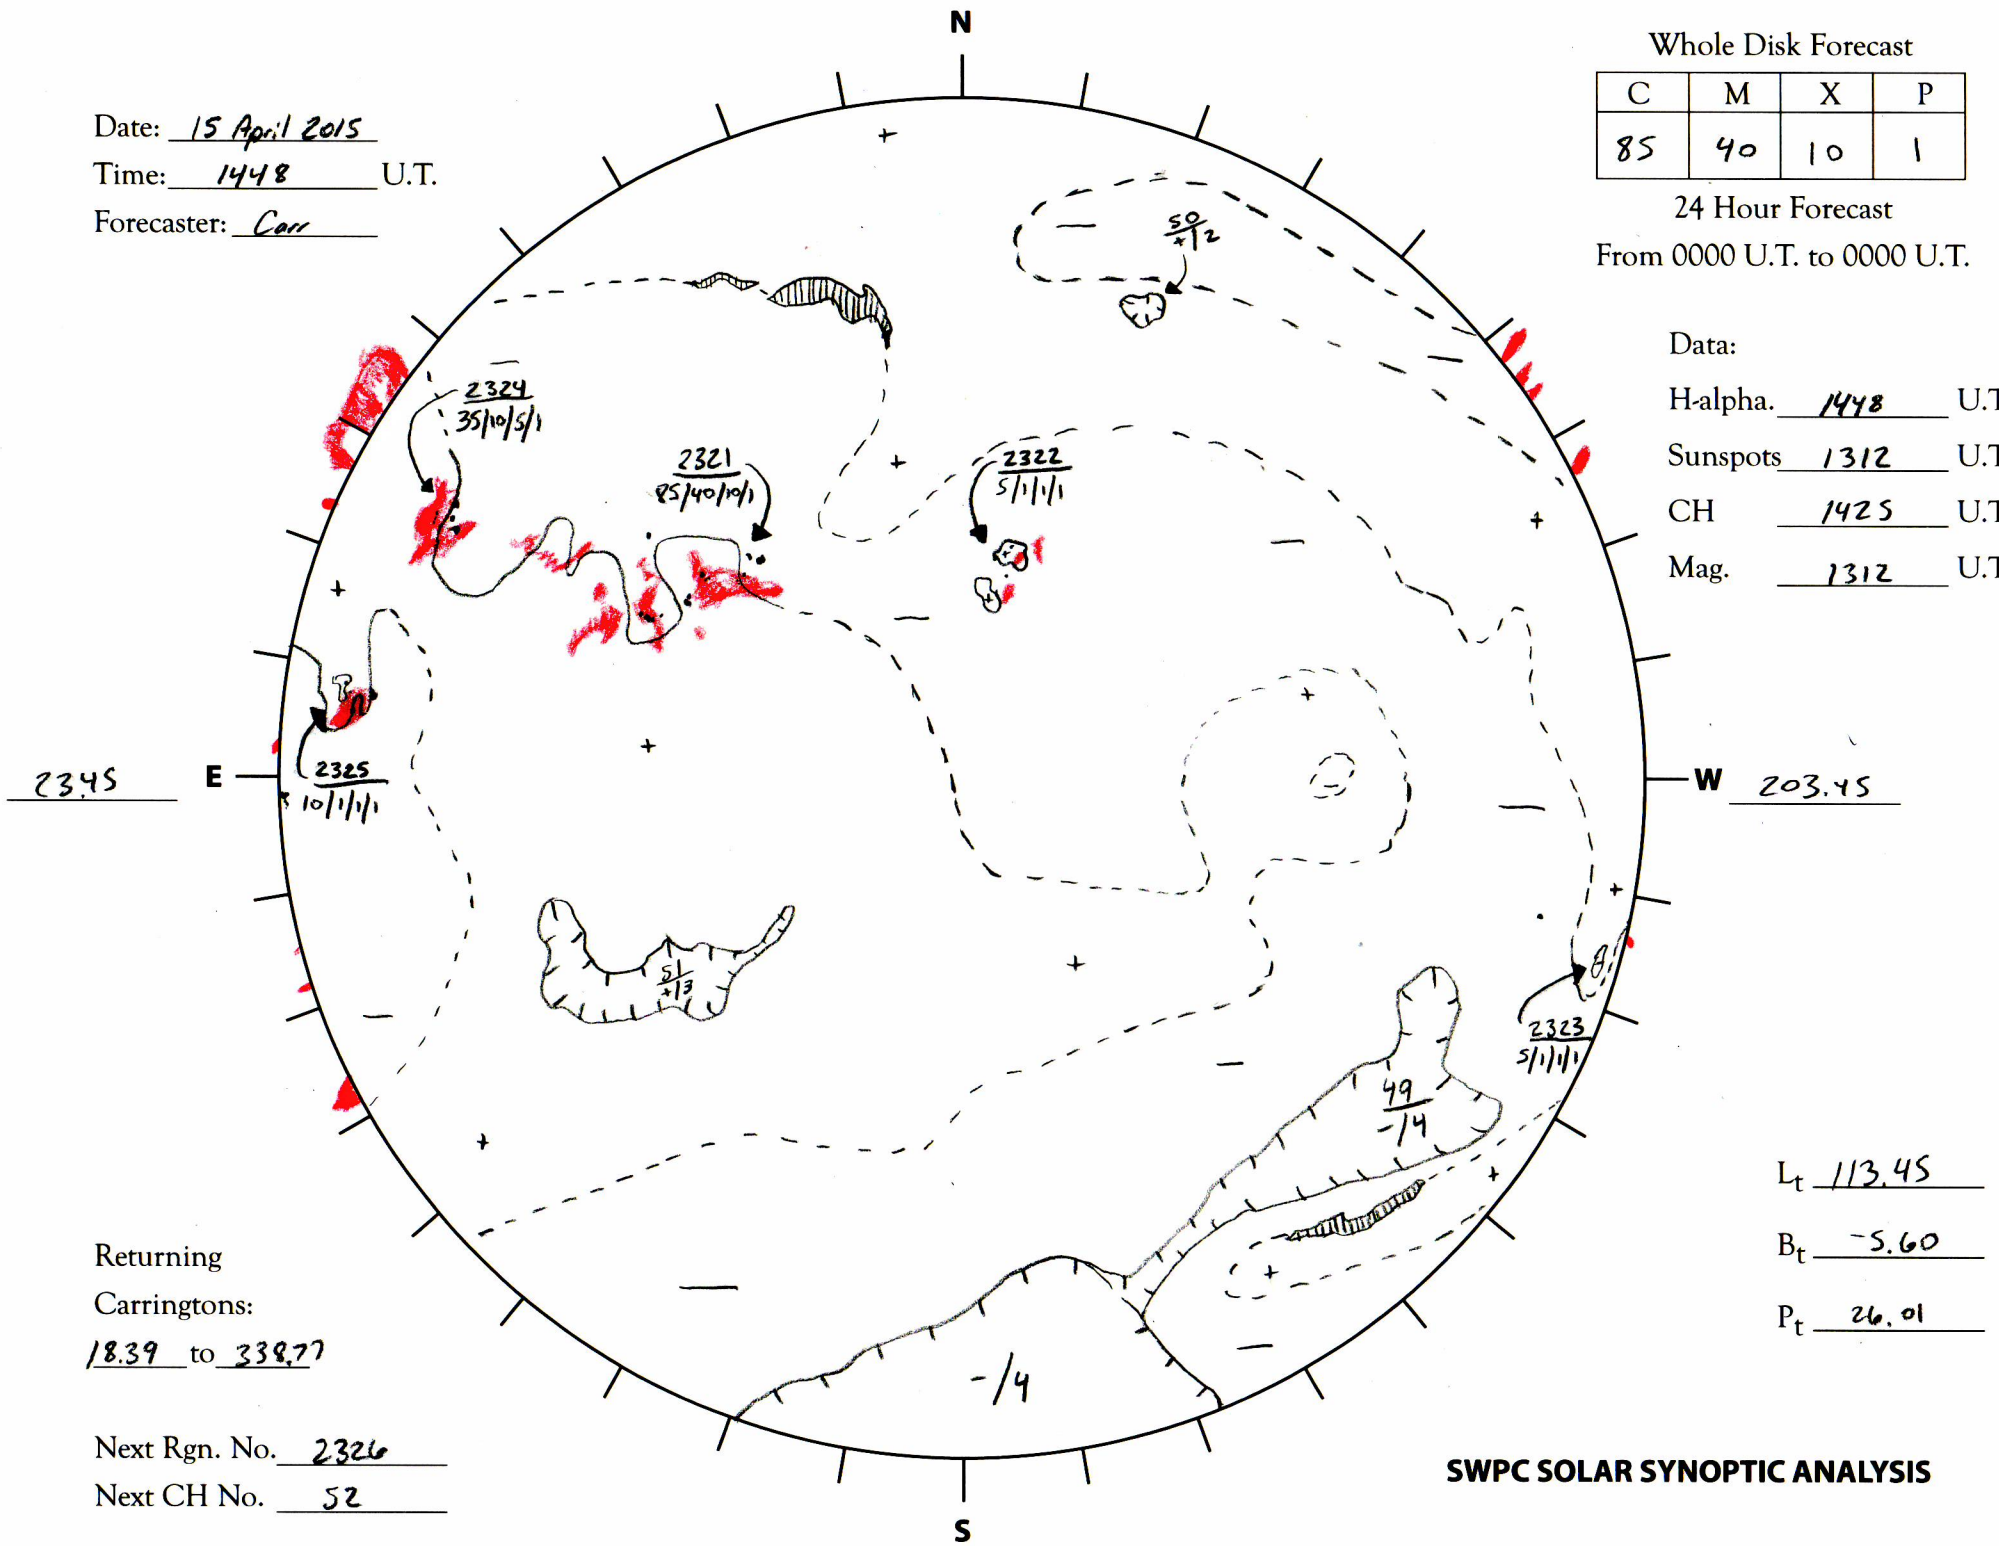 N
Whole Disk Forecast
C M X P
85 40 10 1
24 Hour Forecast
From 0000 U.T. to 0000 U.T.
Date: 15 April 2015
Time: 1448 U.T.
Forecaster: Carr
Data:
H-alpha. 1448 U.T
Sunspots 1312 U.T
CH 1425 U.T
Mag. 1312 U.T
50
+/2
2324
35/10/5/1
2321
85/40/10/1
2322
5/1/1/1
2325
10/1/1/1
23.45 E
W 203.45
51
+/3
2323
5/1/1/1
49
-/4
-/4
Lt 113.45
Bt -5.60
Pt 26.01
Returning
Carringtons:
18.39 to 338.77
Next Rgn. No. 2326
Next CH No. 52
SWPC SOLAR SYNOPTIC ANALYSIS
S